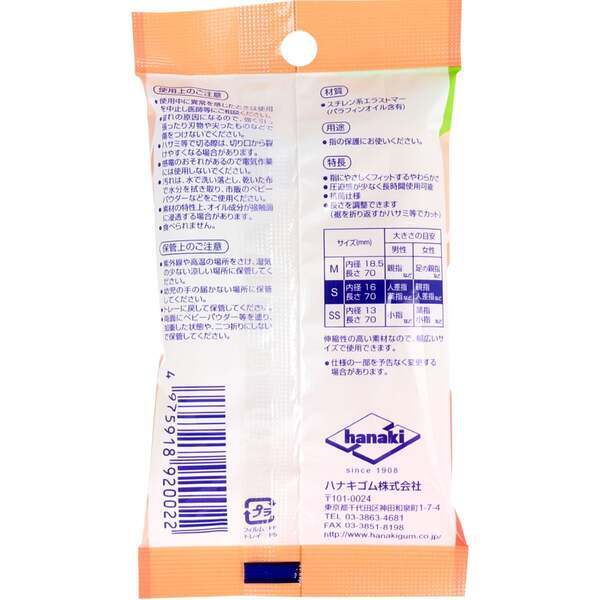 使用上のご注意
●使用中に異常を感じたときは使用
を中止し医師等にご相談ください。
●破れの原因になるので、強く引っ
張ったり刃物や尖ったものなどで
傷をつけないでください。
●ハサミ等で切る際は、切り口から裂
けやすくなる場合があります。
●感電のおそれがあるので電気作業
には使用しないでください。
●汚れは、水で洗い落とし、乾いた布
で水分を拭き取り、市販のベビー
パウダーなどをご使用ください。
●素材の特性上、オイル成分が接触面
に浸透する場合があります。
●食べられません。
保管上のご注意
●紫外線や高温の場所をさけ、湿気
の少ない涼しい場所に保管してく
ださい。
●幼児の手の届かない場所に保管
してください。
●トレーに戻して保管してください。
●両面にベビーパウダー等を塗り、
加重した状態や、二つ折りにしない
で保管してください。
4 975918 920022
プラ
フィルム PP
トレイ PS
材質
●スチレン系エラストマー
(パラフィンオイル含有)
用途
●指の保護にお使いください。
特長
●指にやさしくフィットするやわらかさ
●圧迫感が少なく長時間使用可能
●抗菌仕様
●長さを調整できます
(裾を折り返すかハサミ等でカット)
サイズ(mm) 大きさの目安
男性 女性
M 内径 18.5 長さ 70 親指など 足の親指など
S 内径 16 長さ 70 人差指 薬指など 親指 人差指など
SS 内径 13 長さ 70 小指 薬指 小指など
伸縮性の高い素材なので、幅広いサ
イズで使用できます。
●仕様の一部を予告なく変更する
場合があります。
hanaki
since 1908
ハナキゴム株式会社
〒101-0024
東京都千代田区神田和泉町1-7-4
TEL 03-3863-4681
FAX 03-3851-8198
http://www.hanakigum.co.jp/